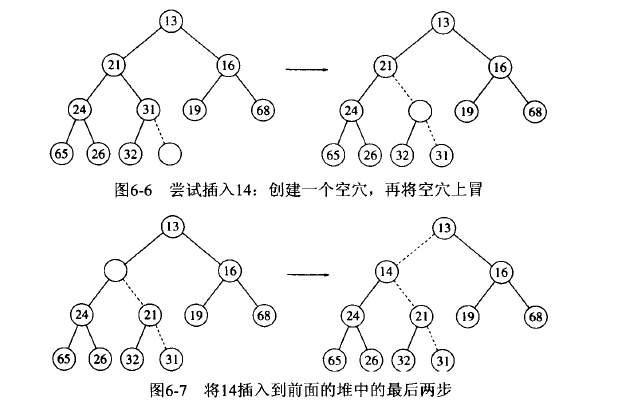 13 13
21 16 21 16
24 31 19 68 24 19 68
65 26 32 65 26 32 31
图6-6 尝试插入14：创建一个空穴，再将空穴上冒
13 13
16 14 16
24 21 19 68 24 21 19 68
65 26 32 31 65 26 32 31
图6-7 将14插入到前面的堆中的最后两步